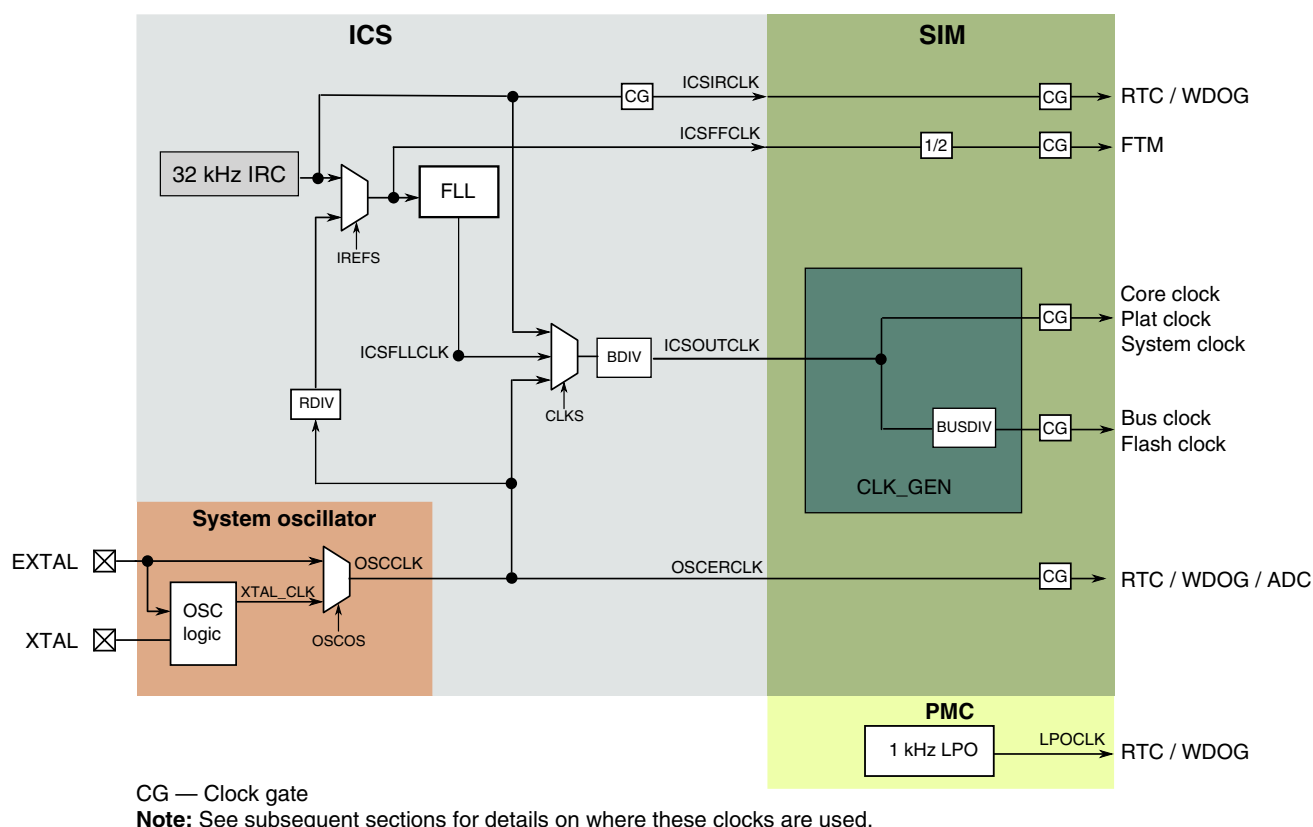 ICS
SIM
ICSIRCLK
CG
CG
RTC / WDOG
ICSFFCLK
1/2
CG
FTM
32 kHz IRC
FLL
IREFS
Core clock
Plat clock
System clock
CG
ICSFLLCLK
BDIV
ICSOUTCLK
RDIV
CLKS
BUSDIV
CG
Bus clock
Flash clock
CLK_GEN
System oscillator
EXTAL
OSCCLK
OSCERCLK
CG
RTC / WDOG / ADC
XTAL_CLK
OSC
logic
XTAL
OSCOS
PMC
1 kHz LPO
LPOCLK
RTC / WDOG
CG — Clock gate
Note: See subsequent sections for details on where these clocks are used.